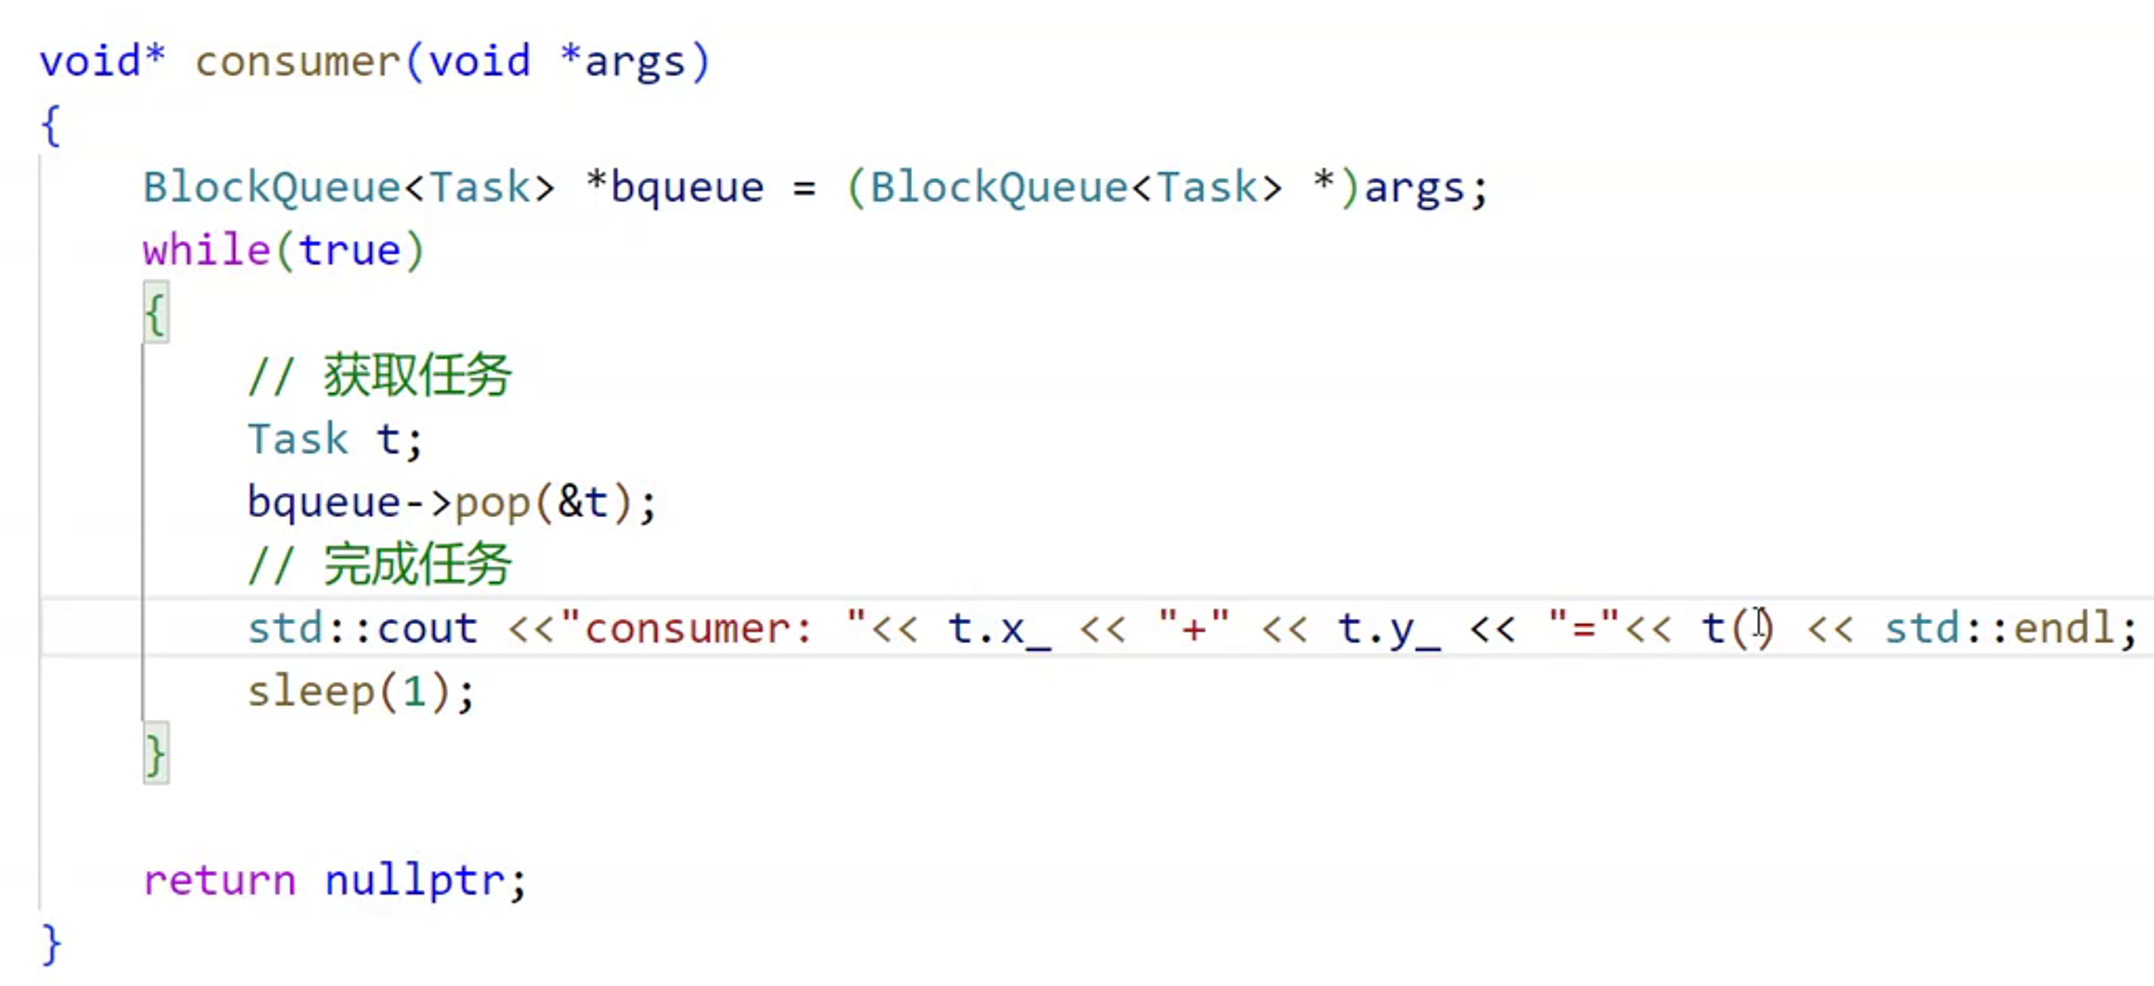 void* consumer(void *args)
{
    BlockQueue<Task> *bqueue = (BlockQueue<Task> *)args;
    while(true)
    {
        // 获取任务
        Task t;
        bqueue->pop(&t);
        // 完成任务
        std::cout <<"consumer: "<< t.x_ << "+" << t.y_ << "="<< t() << std::endl;
        sleep(1);
    }

    return nullptr;
}